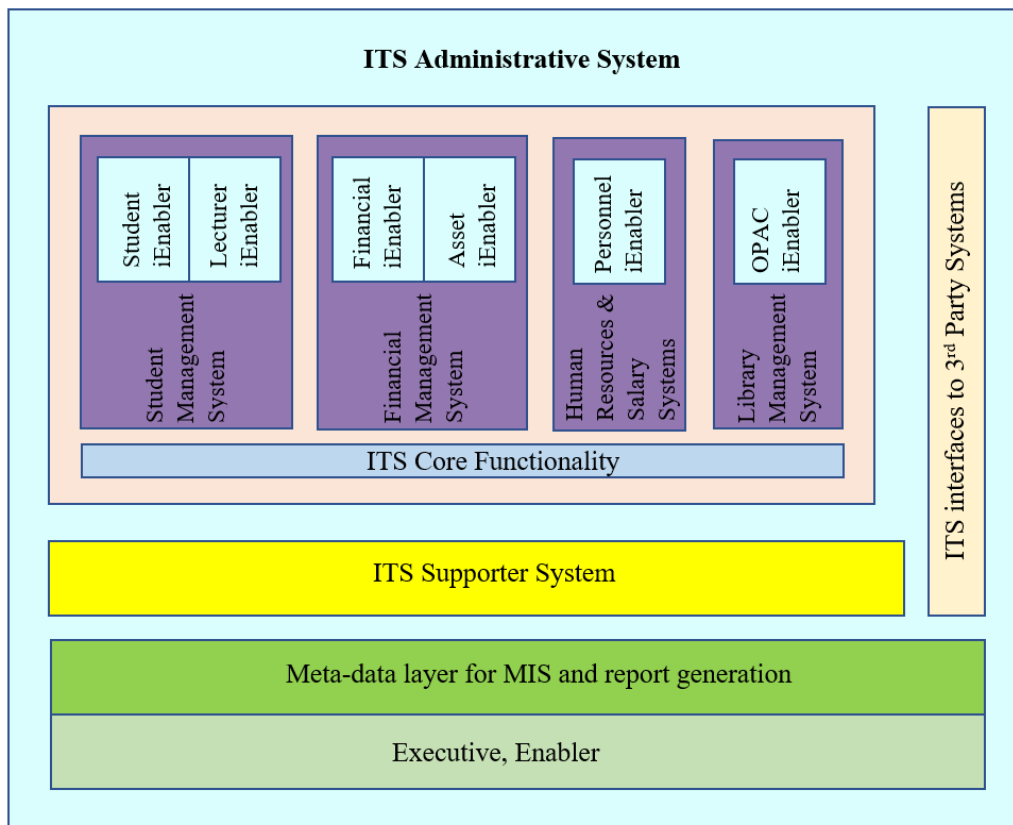 ITS Administrative System
Student
iEnabler
Lecturer
iEnabler
Student
Management
System
Financial
iEnabler
Asset
iEnabler
Financial
Management
System
Personnel
iEnabler
Human
Resources &
Salary
Systems
OPAC
iEnabler
Library
Management
System
ITS Core Functionality
ITS interfaces to 3rd Party Systems
ITS Supporter System
Meta-data layer for MIS and report generation
Executive, Enabler